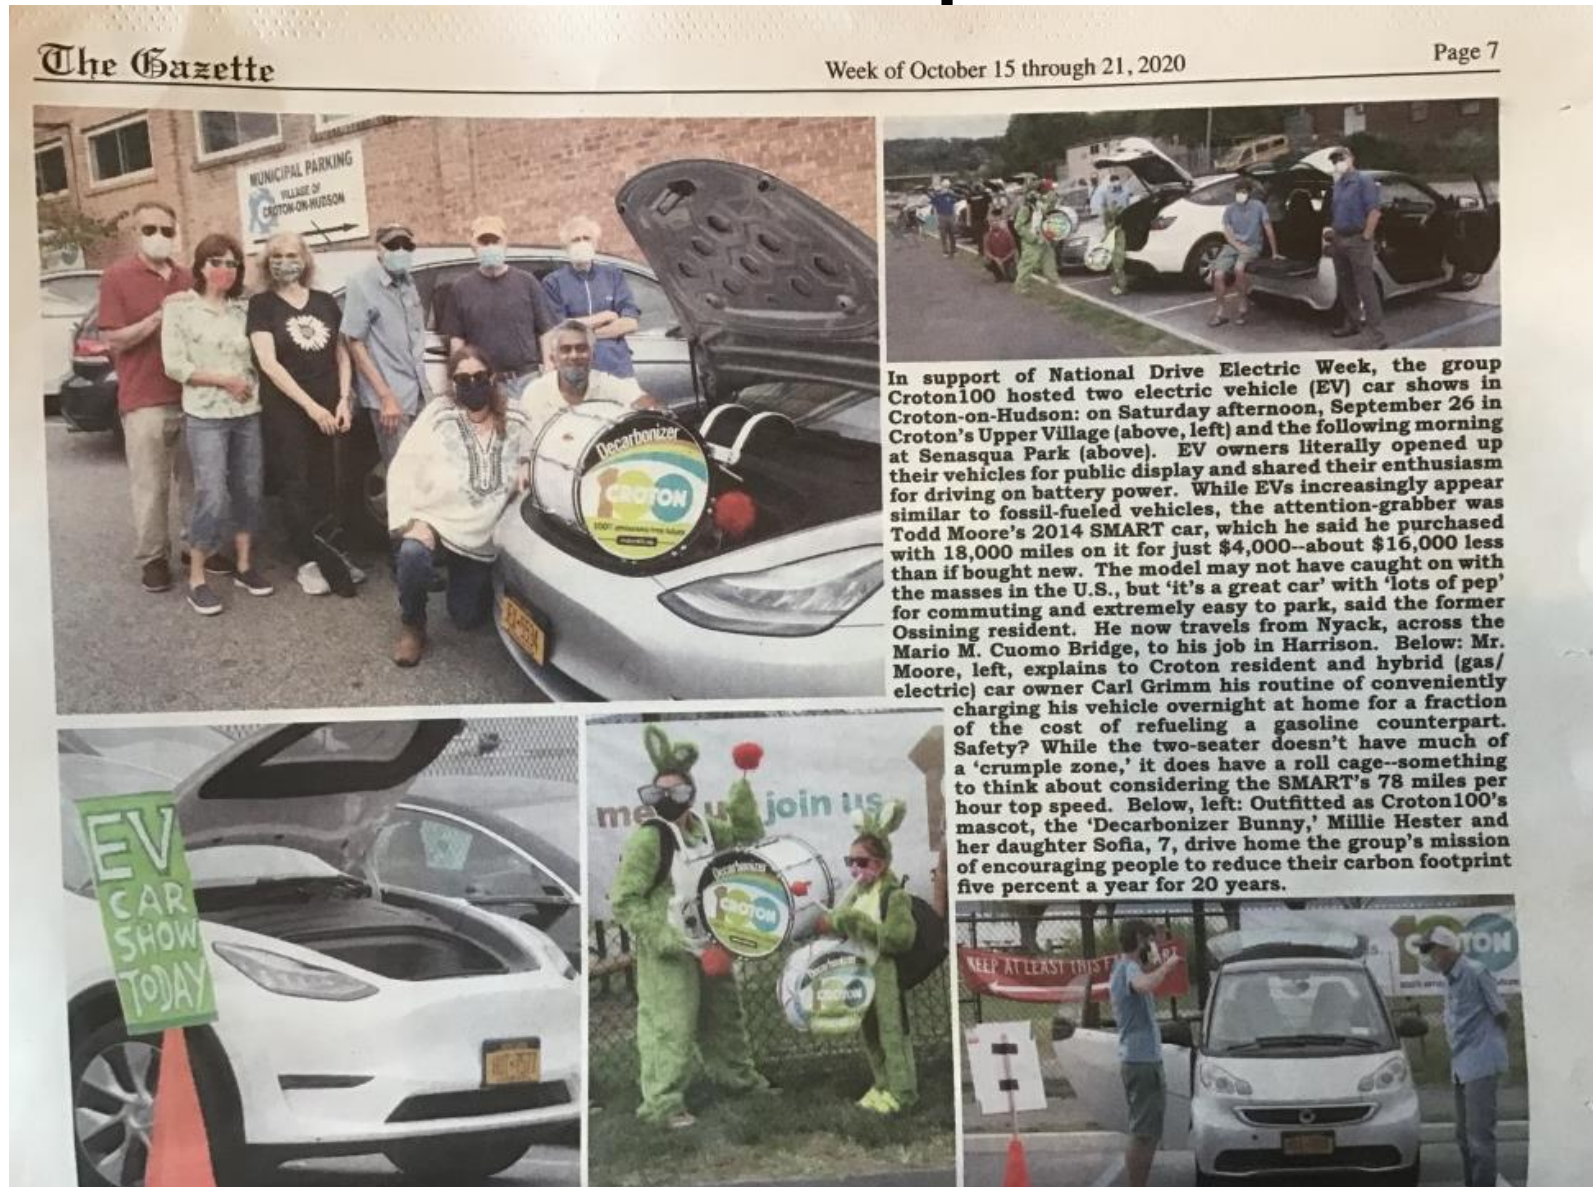 The Gazette
Week of October 15 through 21, 2020
Page 7
MUNICIPAL PARKING
VILLAGE OF
CROTON-ON-HUDSON
Decarbonizer
100
CROTON
In support of National Drive Electric Week, the group
Croton100 hosted two electric vehicle (EV) car shows in
Croton-on-Hudson: on Saturday afternoon, September 26 in
Croton's Upper Village (above, left) and the following morning
at Senasqua Park (above). EV owners literally opened up
their vehicles for public display and shared their enthusiasm
for driving on battery power. While EVs increasingly appear
similar to fossil-fueled vehicles, the attention-grabber was
Todd Moore's 2014 SMART car, which he said he purchased
with 18,000 miles on it for just $4,000--about $16,000 less
than if bought new. The model may not have caught on with
the masses in the U.S., but 'it's a great car' with 'lots of pep'
for commuting and extremely easy to park, said the former
Ossining resident. He now travels from Nyack, across the
Mario M. Cuomo Bridge, to his job in Harrison. Below: Mr.
Moore, left, explains to Croton resident and hybrid (gas/
electric) car owner Carl Grimm his routine of conveniently
charging his vehicle overnight at home for a fraction
of the cost of refueling a gasoline counterpart.
Safety? While the two-seater doesn't have much of
a 'crumple zone,' it does have a roll cage--something
to think about considering the SMART's 78 miles per
hour top speed. Below, left: Outfitted as Croton100's
mascot, the 'Decarbonizer Bunny,' Millie Hester and
her daughter Sofia, 7, drive home the group's mission
of encouraging people to reduce their carbon footprint
five percent a year for 20 years.
EV
CAR
SHOW
TODAY
join us
Decarbonizer
CROTON
Decarbonizer
CROTON
KEEP AT LEAST THIS
100